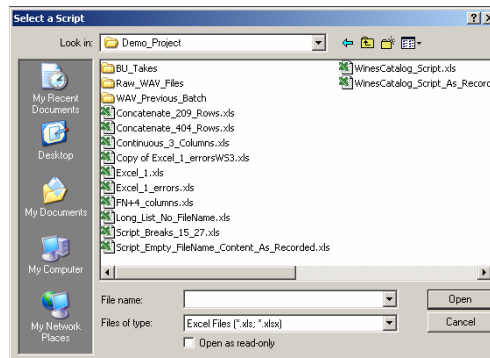 Select a Script
Look in: Demo_Project
My Recent
Documents
Desktop
My Documents
My Computer
My Network
Places
BU_Takes
Raw_WAV_Files
WAV_Previous_Batch
Concatenate_209_Rows.xls
Concatenate_404_Rows.xls
Continuous_3_Columns.xls
Copy of Excel_1_errorsWS3.xls
Excel_1.xls
Excel_1_errors.xls
FN+4_columns.xls
Long_List_No_FileName.xls
Script_Breaks_15_27.xls
Script_Empty_FileName_Content_As_Recorded.xls
WinesCatalog_Script.xls
WinesCatalog_Script_As_Recor
File name:
Open
Files of type: Excel Files (*.xls; *.xlsx)
Cancel
Open as read-only